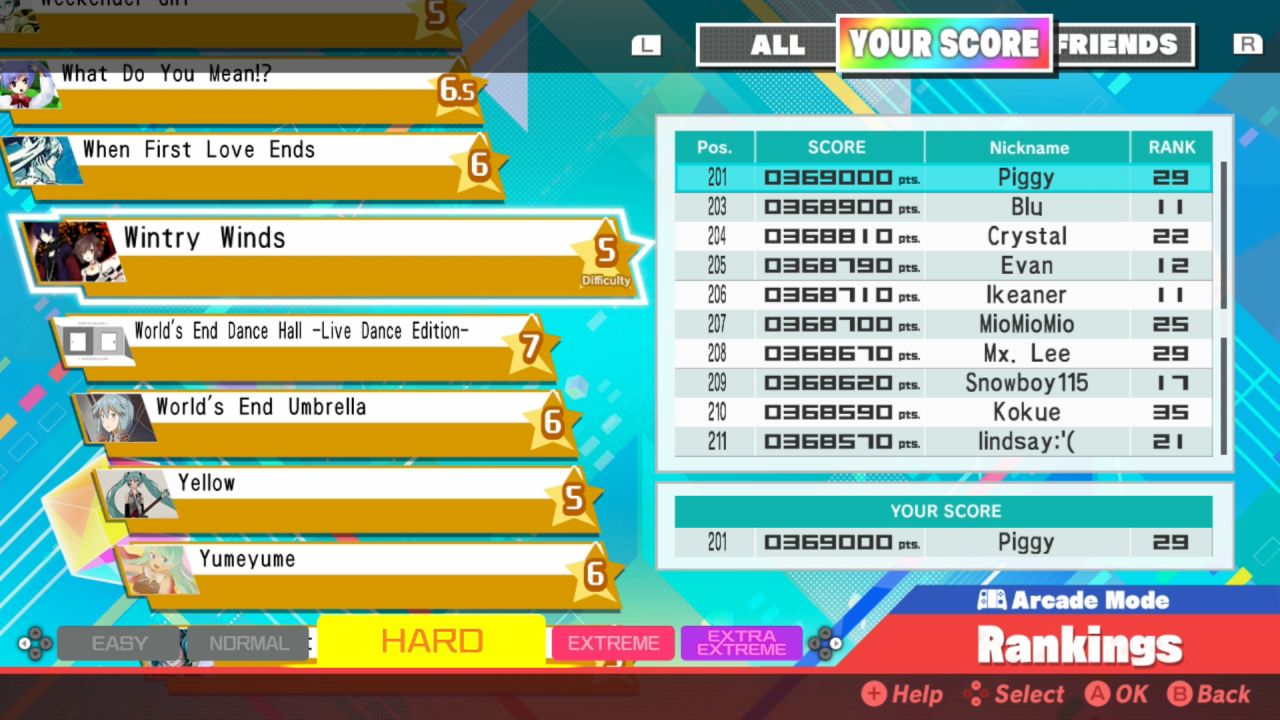 Weekender Girl
5
L
ALL
YOUR SCORE
FRIENDS
R
What Do You Mean!?
6.5
When First Love Ends
6
Wintry Winds
5
Difficulty
World's End Dance Hall -Live Dance Edition-
7
World's End Umbrella
6
Yellow
5
Yumeyume
6
Pos. SCORE Nickname RANK
201 0369000 pts. Piggy 29
203 0368900 pts. Blu 11
204 0368810 pts. Crystal 22
205 0368790 pts. Evan 12
206 0368710 pts. Ikeaner 11
207 0368700 pts. MioMioMio 25
208 0368670 pts. Mx. Lee 29
209 0368620 pts. Snowboy115 17
210 0368590 pts. Kokue 35
211 0368570 pts. lindsay:'( 21
YOUR SCORE
201 0369000 pts. Piggy 29
Arcade Mode
Rankings
EASY
NORMAL
HARD
EXTREME
EXTRA
EXTREME
+ Help
Select
A OK
B Back